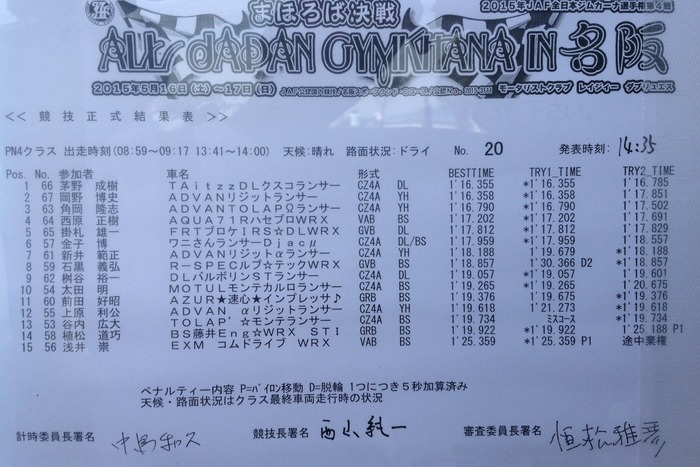 まほろば決戦
2015年JAF全日本ジムカーナ選手権第4戦
ALL JAPAN GYMKHANA IN 名阪
2015年5月16日(土)～17日(日)
モータリストクラブ レイジィー ダブリュエス
<< 競技正式結果表 >>
PN4クラス 出走時刻(08:59～09:17 13:41～14:00) 天候:晴れ 路面状況:ドライ No. 20 発表時刻: 14:35
Pos. No. 参加者 車名 形式 BESTTIME TRY1_TIME TRY2_TIME
1 66 茅野 成樹 TAitzzDLクスコランサー CZ4A DL 1'16.355 *1'16.355 1'16.785
2 67 岡野 博史 ADVANリジットランサー CZ4A YH 1'16.358 *1'16.358 1'17.851
3 63 角岡 隆志 ADVANTOLAPΩランサー CZ4A YH 1'16.790 *1'16.790 1'17.502
4 64 西原 正樹 AQUA71RハセプロWRX VAB BS 1'17.202 *1'17.202 1'17.691
5 65 掛札 雄一 FRTプロケIRS☆DLWRX GVB DL 1'17.812 *1'17.812 1'17.829
6 57 金子 博 ワニさんランサーDjacμ CZ4A DL/BS 1'17.959 *1'17.959 1'18.557
7 61 新井 範正 ADVANリジットαランサー CZ4A YH 1'18.188 1'19.679 *1'18.188
8 59 石黒 義弘 R-SPECルブ☆テックWRX GVB BS 1'18.857 1'30.366 D2 *1'18.857
9 62 桝谷 裕一 DLバルボリンSTランサー CZ4A DL 1'19.057 *1'19.057 1'19.601
10 54 太田 明 MOTULモンテカルロランサー CZ4A BS 1'19.265 *1'19.265 1'20.675
11 60 前田 好昭 AZUR★速心★インプレッサ♪ GRB BS 1'19.376 1'19.675 *1'19.376
12 55 上原 利公 ADVAN αリジットランサー CZ4A YH 1'19.618 1'21.273 *1'19.618
13 53 谷内 広大 TOLAP'☆モンテランサー CZ4A BS 1'19.734 ミスコース *1'19.734
14 58 植松 道巧 BS藤井Eng☆WRX STI GRB BS 1'19.922 *1'19.922 1'25.188 P1
15 56 浅井 崇 EXM コムドライブ WRX VAB BS 1'25.359 *1'25.359 P1 途中棄権
ペナルティー内容 P=パイロン移動 D=脱輪 1つにつき5秒加算済み
天候・路面状況はクラス最終車両走行時の状況
計時委員長署名 中島和久 競技長署名 西山純一 審査委員長署名 恒松雅彦